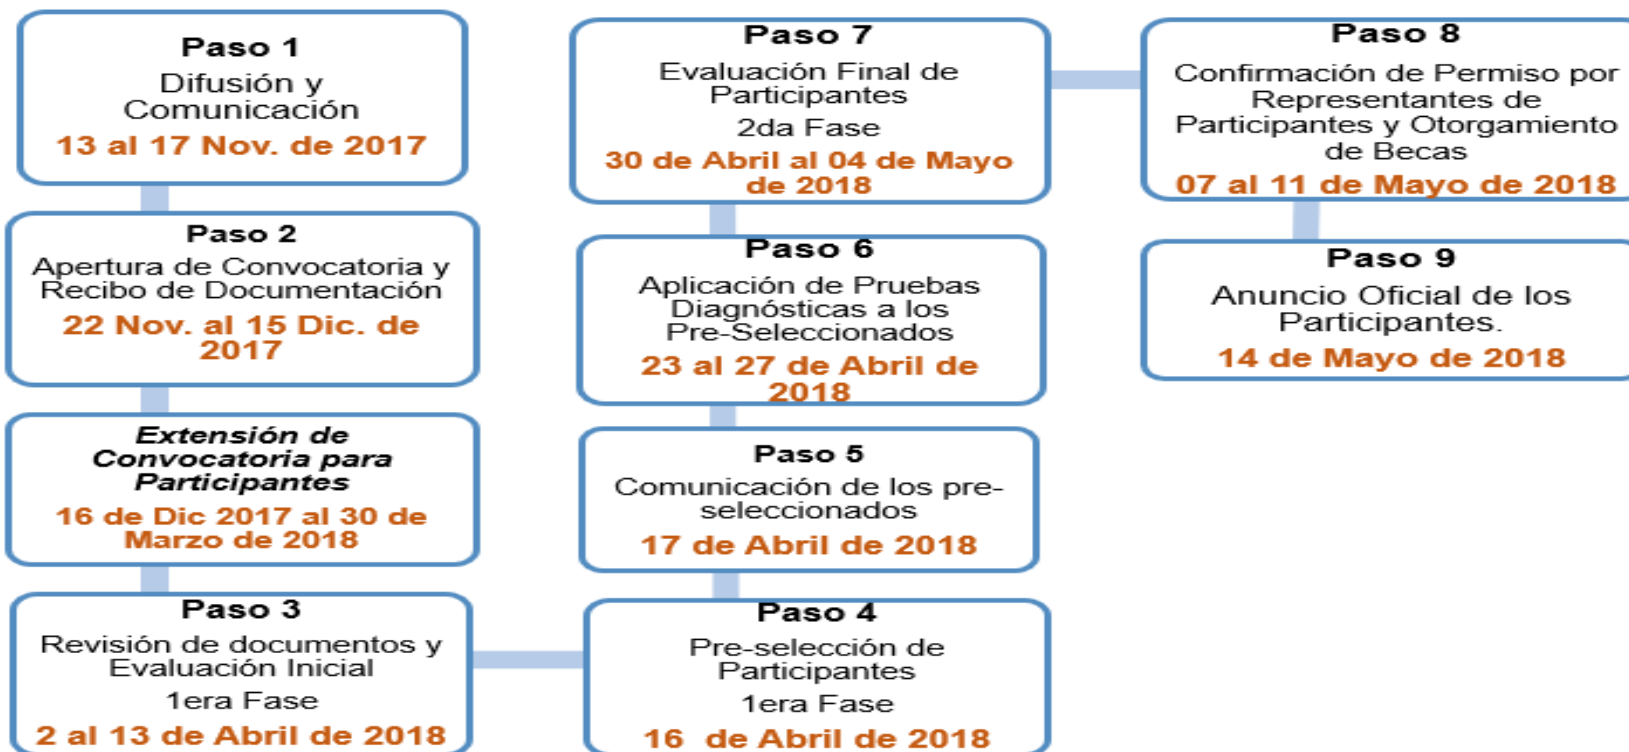 Paso 1
Difusión y
Comunicación
13 al 17 Nov. de 2017
Paso 2
Apertura de Convocatoria y
Recibo de Documentación
22 Nov. al 15 Dic. de
2017
Extensión de
Convocatoria para
Participantes
16 de Dic 2017 al 30 de
Marzo de 2018
Paso 3
Revisión de documentos y
Evaluación Inicial
1era Fase
2 al 13 de Abril de 2018
Paso 4
Pre-selección de
Participantes
1era Fase
16 de Abril de 2018
Paso 5
Comunicación de los pre-
seleccionados
17 de Abril de 2018
Paso 6
Aplicación de Pruebas
Diagnósticas a los
Pre-Seleccionados
23 al 27 de Abril de
2018
Paso 7
Evaluación Final de
Participantes
2da Fase
30 de Abril al 04 de Mayo
de 2018
Paso 8
Confirmación de Permiso por
Representantes de
Participantes y Otorgamiento
de Becas
07 al 11 de Mayo de 2018
Paso 9
Anuncio Oficial de los
Participantes.
14 de Mayo de 2018